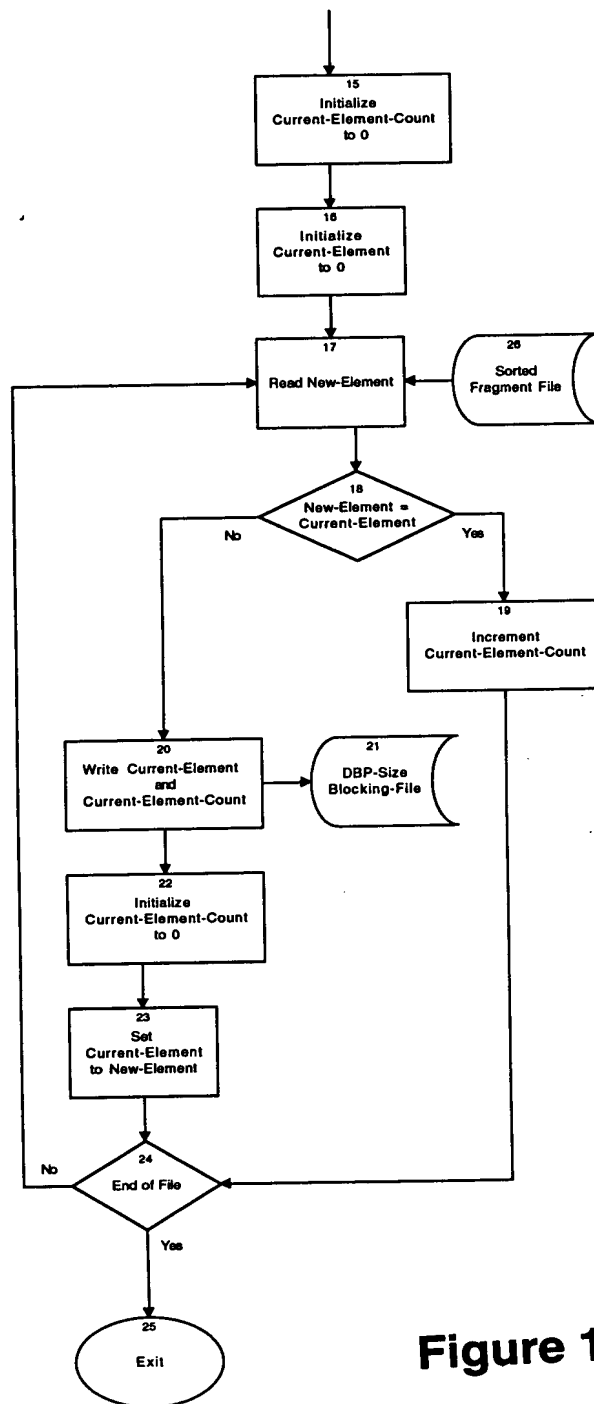 15
Initialize
Current-Element-Count
to 0
16
Initialize
Current-Element
to 0
17
Read New-Element
26
Sorted
Fragment File
18
New-Element =
Current-Element
No
Yes
19
Increment
Current-Element-Count
20
Write Current-Element
and
Current-Element-Count
21
DBP-Size
Blocking-File
22
Initialize
Current-Element-Count
to 0
23
Set
Current-Element
to New-Element
24
End of File
No
Yes
25
Exit
Figure 1